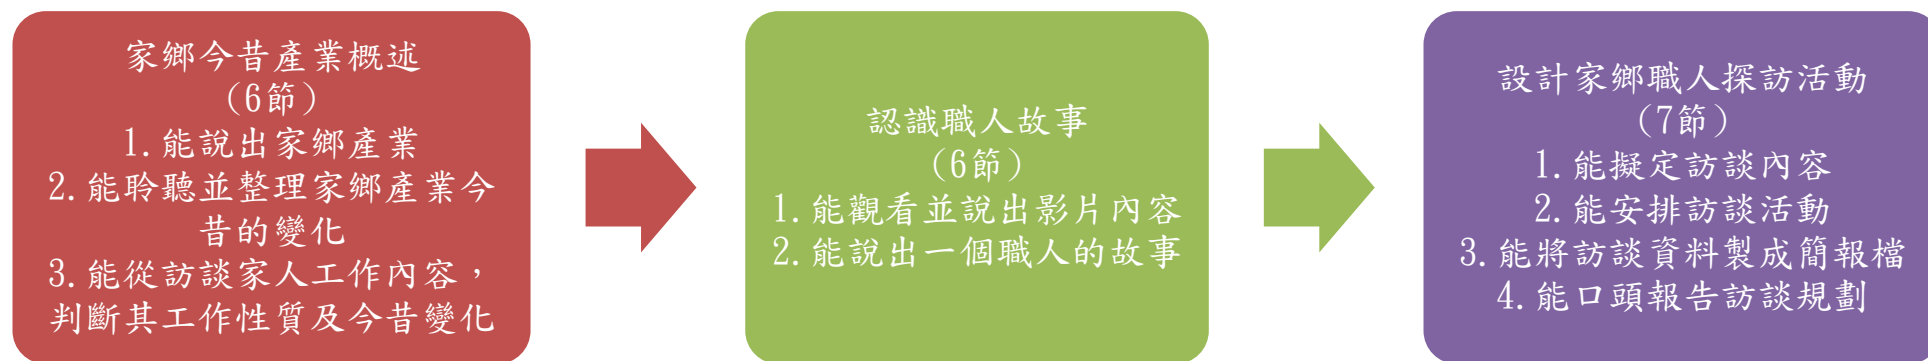 家鄉今昔產業概述
（6節）
1.能說出家鄉產業
2.能聆聽並整理家鄉產業今
昔的變化
3.能從訪談家人工作內容，
判斷其工作性質及今昔變化
認識職人故事
（6節）
1.能觀看並說出影片內容
2.能說出一個職人的故事
設計家鄉職人探訪活動
（7節）
1.能擬定訪談內容
2.能安排訪談活動
3.能將訪談資料製成簡報檔
4.能口頭報告訪談規劃